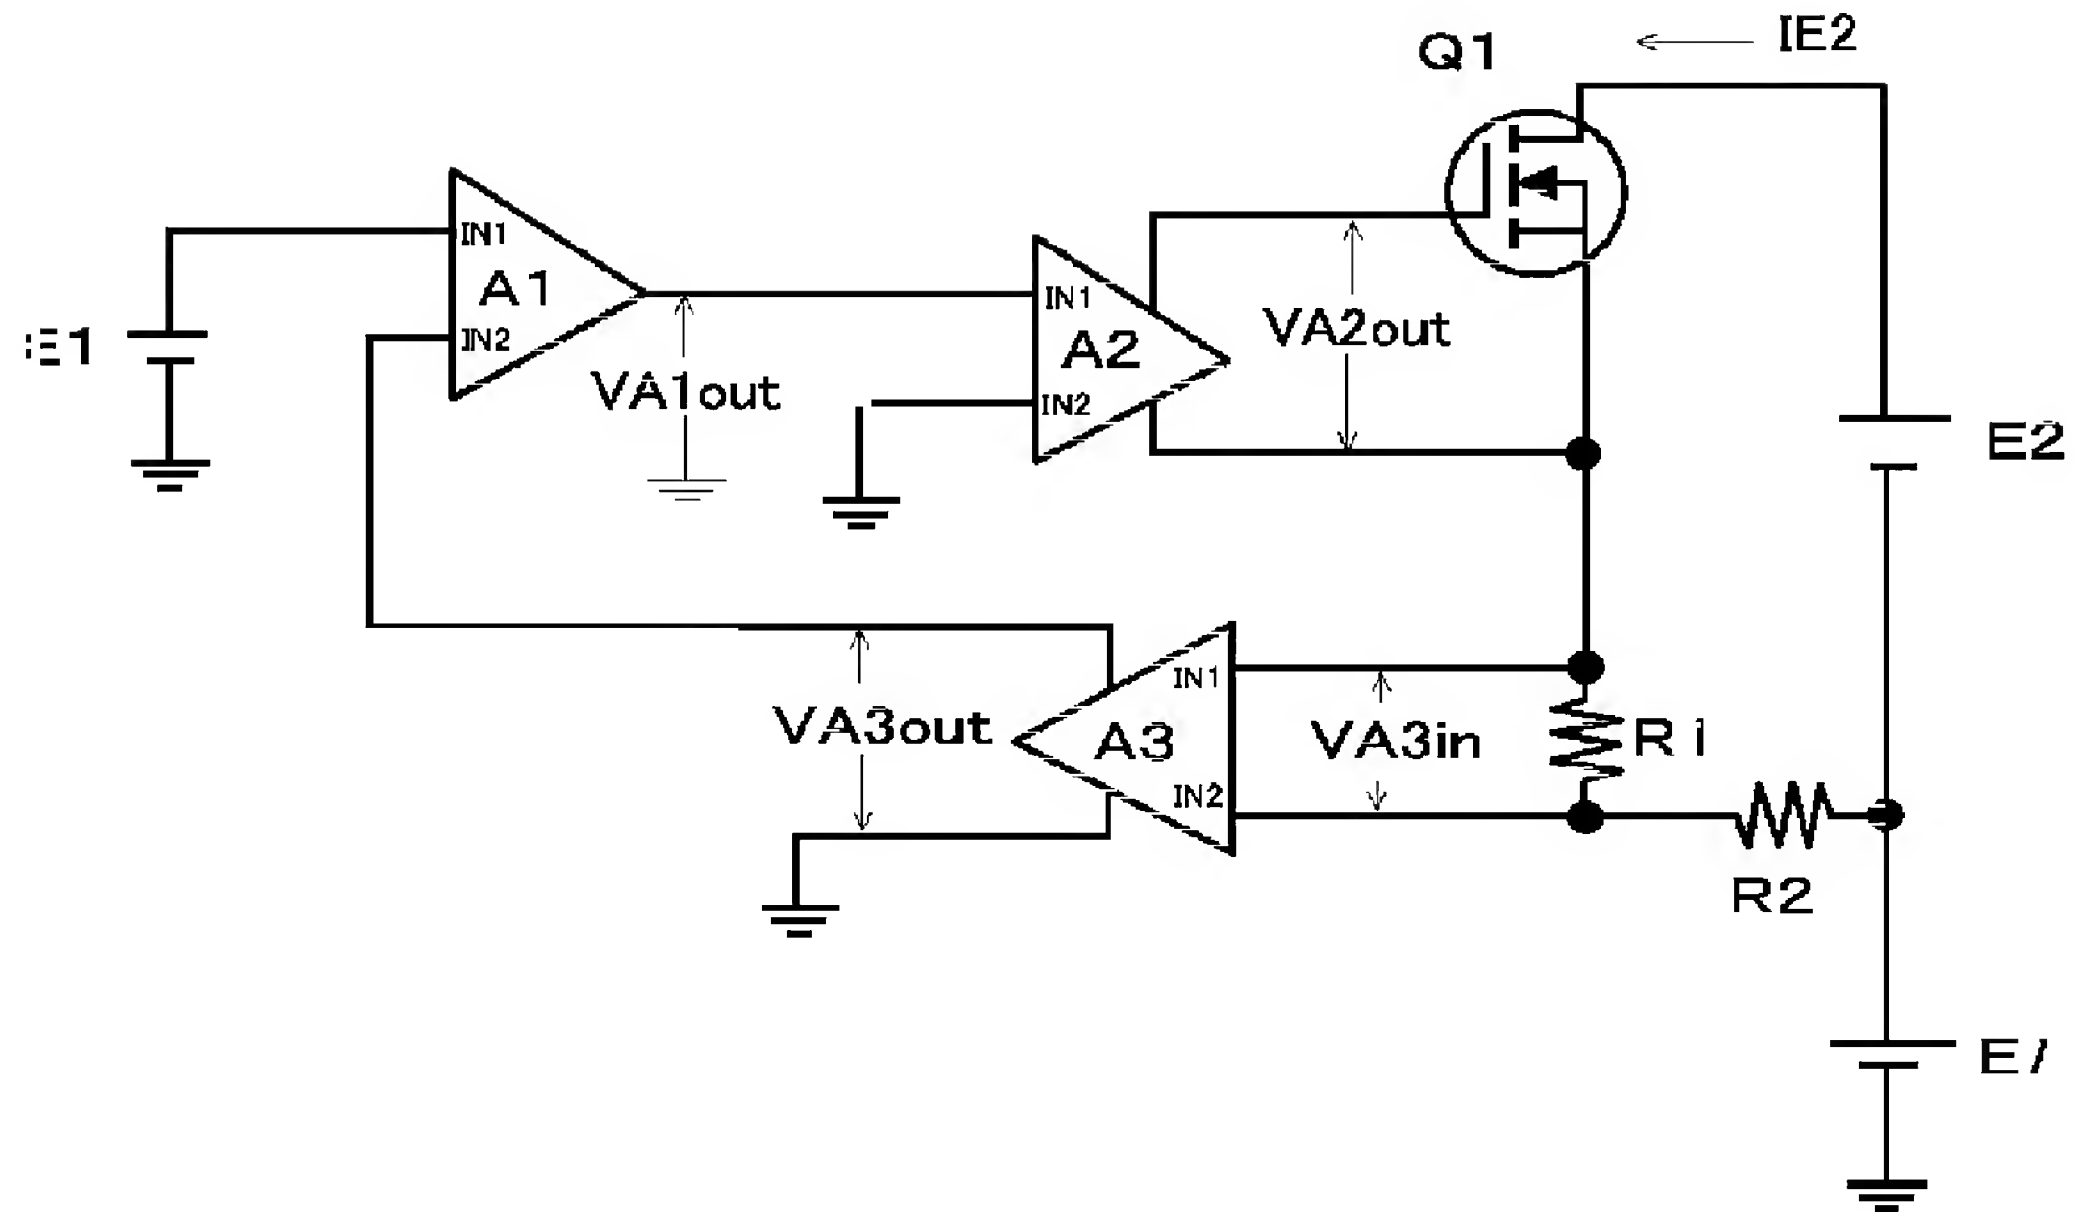 Q1
IE2
IN1
A1
IN2
E1
VA1out
IN1
A2
IN2
VA2out
E2
IN1
A3
IN2
VA3out
VA3in
R1
R2